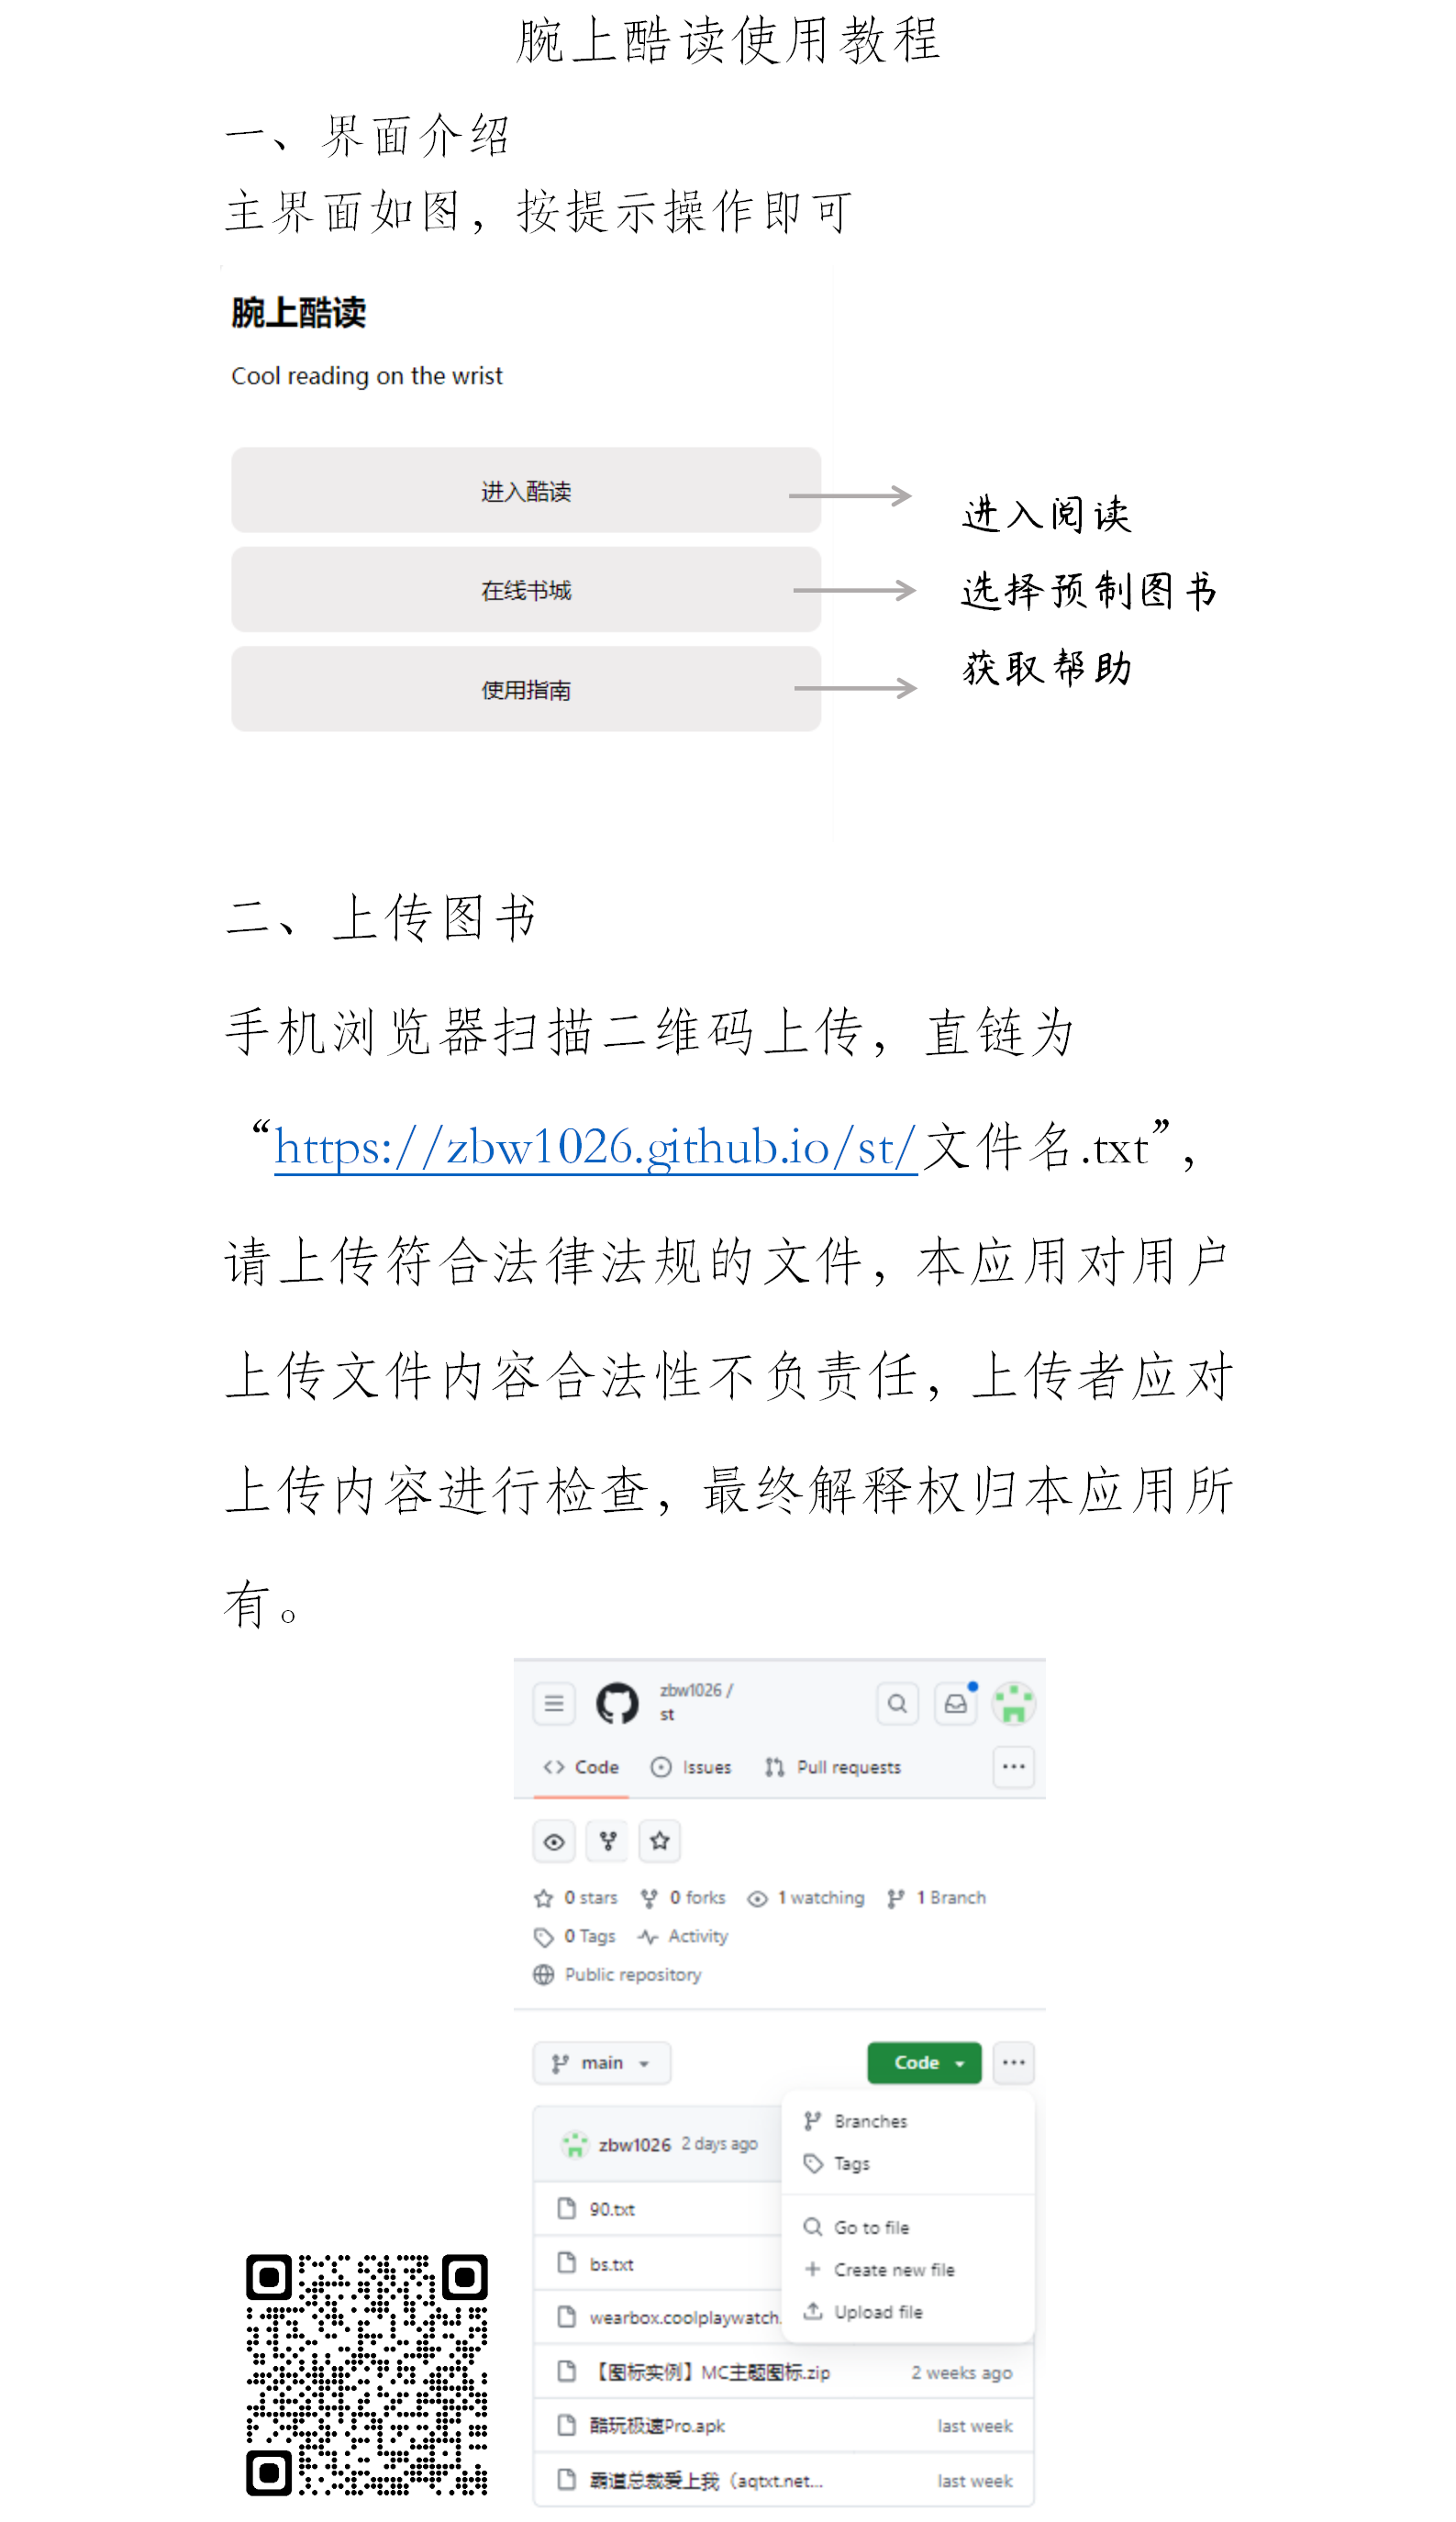 腕上酷读使用教程
一、界面介绍
主界面如图，按提示操作即可
腕上酷读
Cool reading on the wrist
进入酷读
进入阅读
在线书城
选择预制图书
使用指南
获取帮助
二、上传图书
手机浏览器扫描二维码上传，直链为
“https://zbw1026.github.io/st/文件名.txt”，
请上传符合法律法规的文件，本应用对用户
上传文件内容合法性不负责任，上传者应对
上传内容进行检查，最终解释权归本应用所
有。
zbw1026 /
st
Code Issues Pull requests
0 stars 0 forks 1 watching 1 Branch
0 Tags Activity
Public repository
main Code
Branches
Tags
Go to file
Create new file
Upload file
zbw1026 2 days ago
90.txt
bs.txt
wearbox.coolplaywatch.
【图标实例】MC主题图标.zip 2 weeks ago
酷玩极速Pro.apk last week
霸道总裁爱上我（aqtxt.net... last week